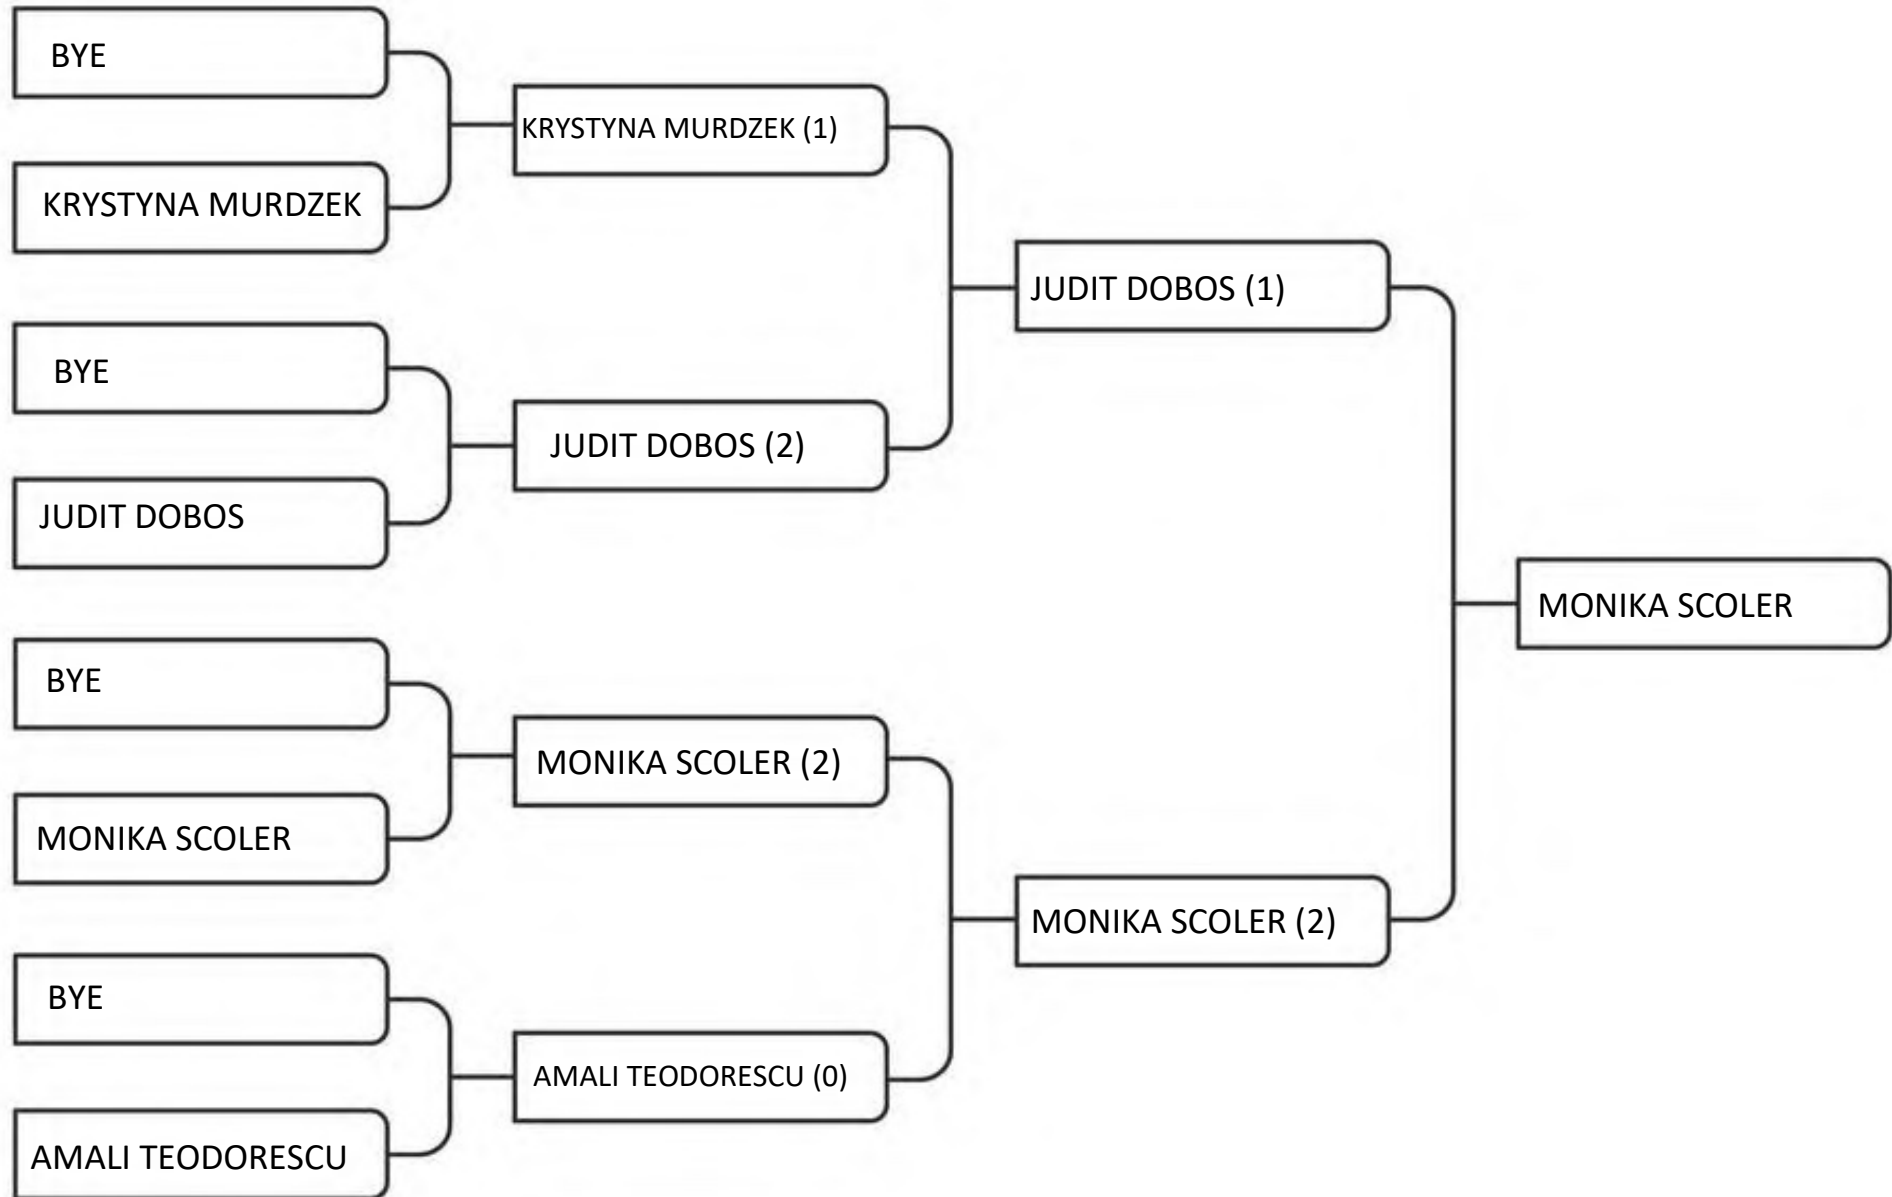 BYE
KRYSTYNA MURDZEK
BYE
JUDIT DOBOS
BYE
MONIKA SCOLER
BYE
AMALI TEODORESCU
KRYSTYNA MURDZEK (1)
JUDIT DOBOS (2)
MONIKA SCOLER (2)
AMALI TEODORESCU (0)
JUDIT DOBOS (1)
MONIKA SCOLER (2)
MONIKA SCOLER